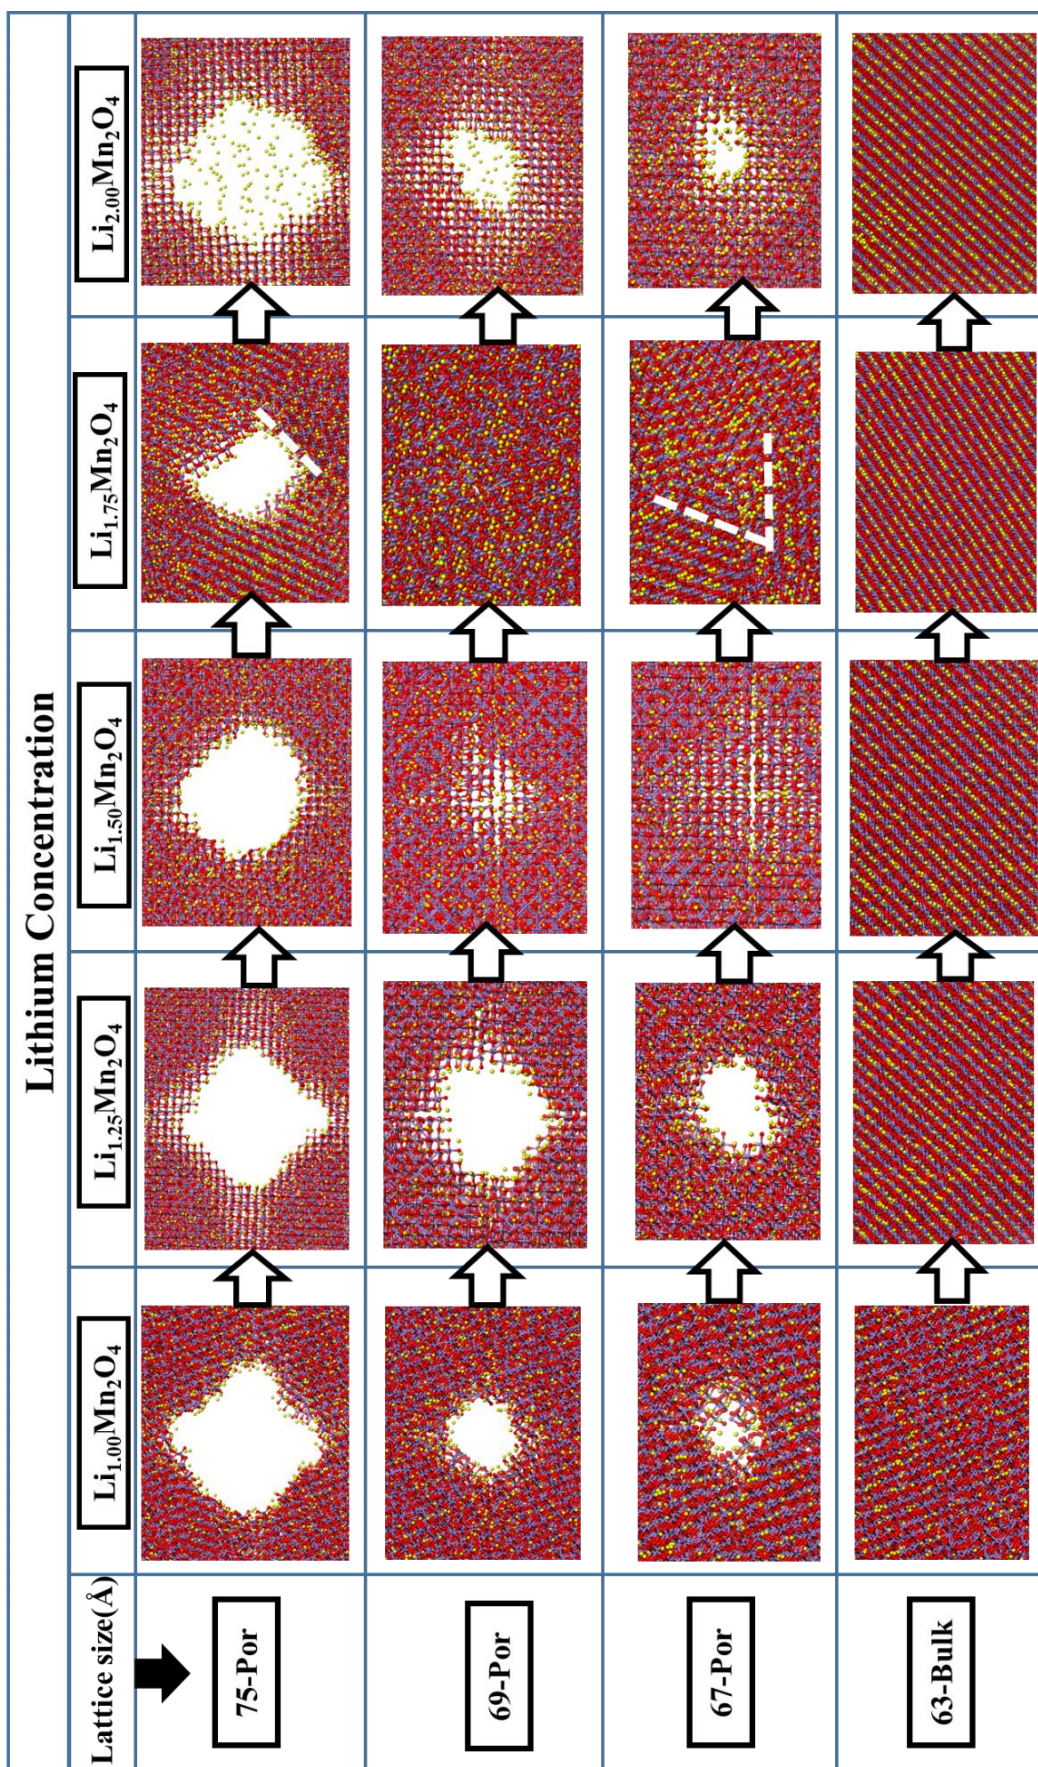 Lithium Concentration
Lattice size(Å)
Li₁.₀₀Mn₂O₄
Li₁.₂₅Mn₂O₄
Li₁.₅₀Mn₂O₄
Li₁.₇₅Mn₂O₄
Li₂.₀₀Mn₂O₄
75-Por
69-Por
67-Por
63-Bulk